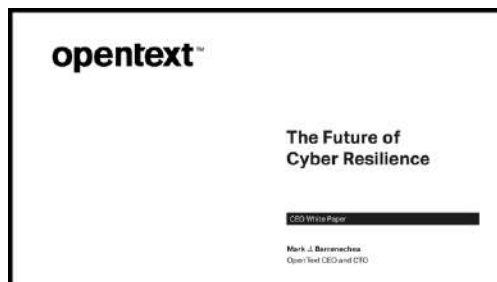 opentext™
The Future of
Cyber Resilience
CEO White Paper
Mark J. Barrenechea
OpenText CEO and CTO